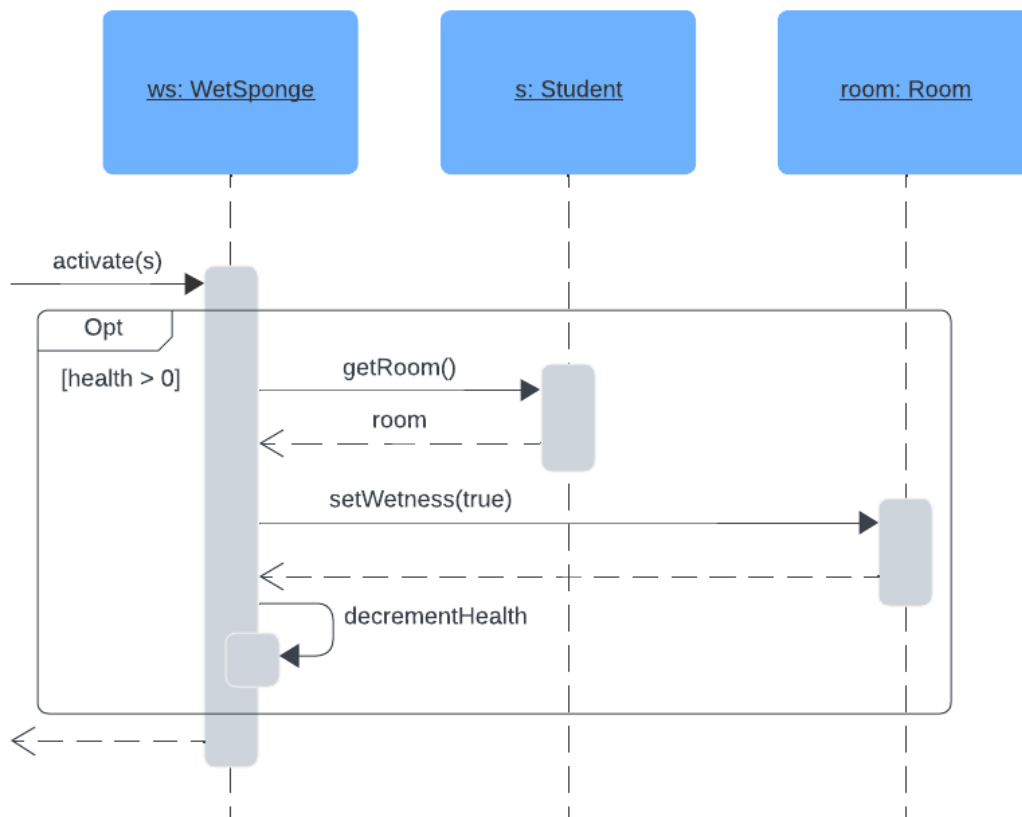 ws: WetSponge
s: Student
room: Room
activate(s)
Opt
[health > 0]
getRoom()
room
setWetness(true)
decrementHealth